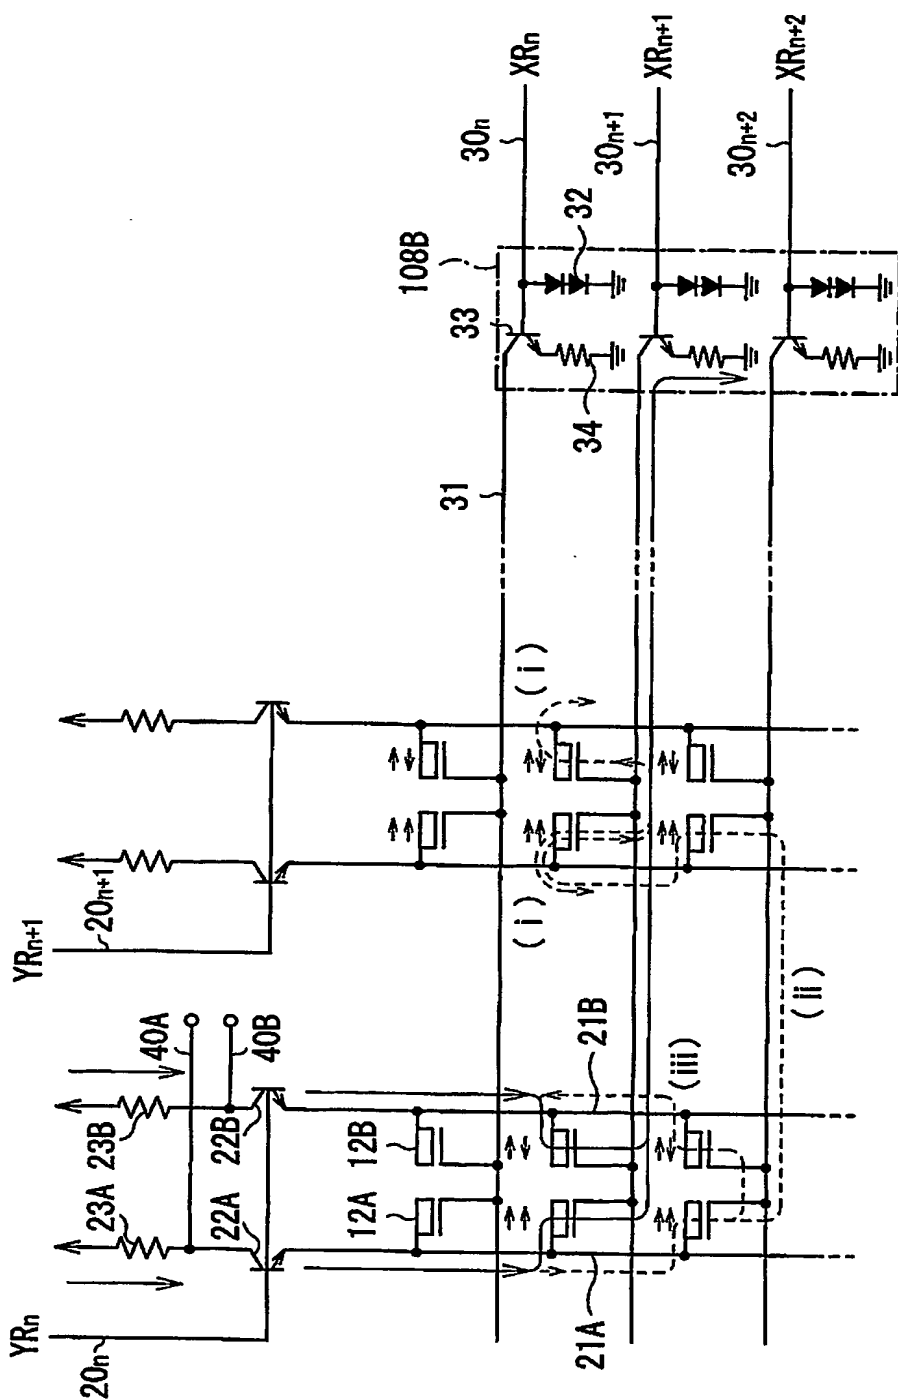 XRn
XRn+1
XRn+2
30n
30n+1
30n+2
108B
32
33
34
31
(i)
(i)
(ii)
(iii)
YRn+1
20n+1
40A
40B
23B
22B
23A
22A
12B
12A
21B
21A
YRn
20n